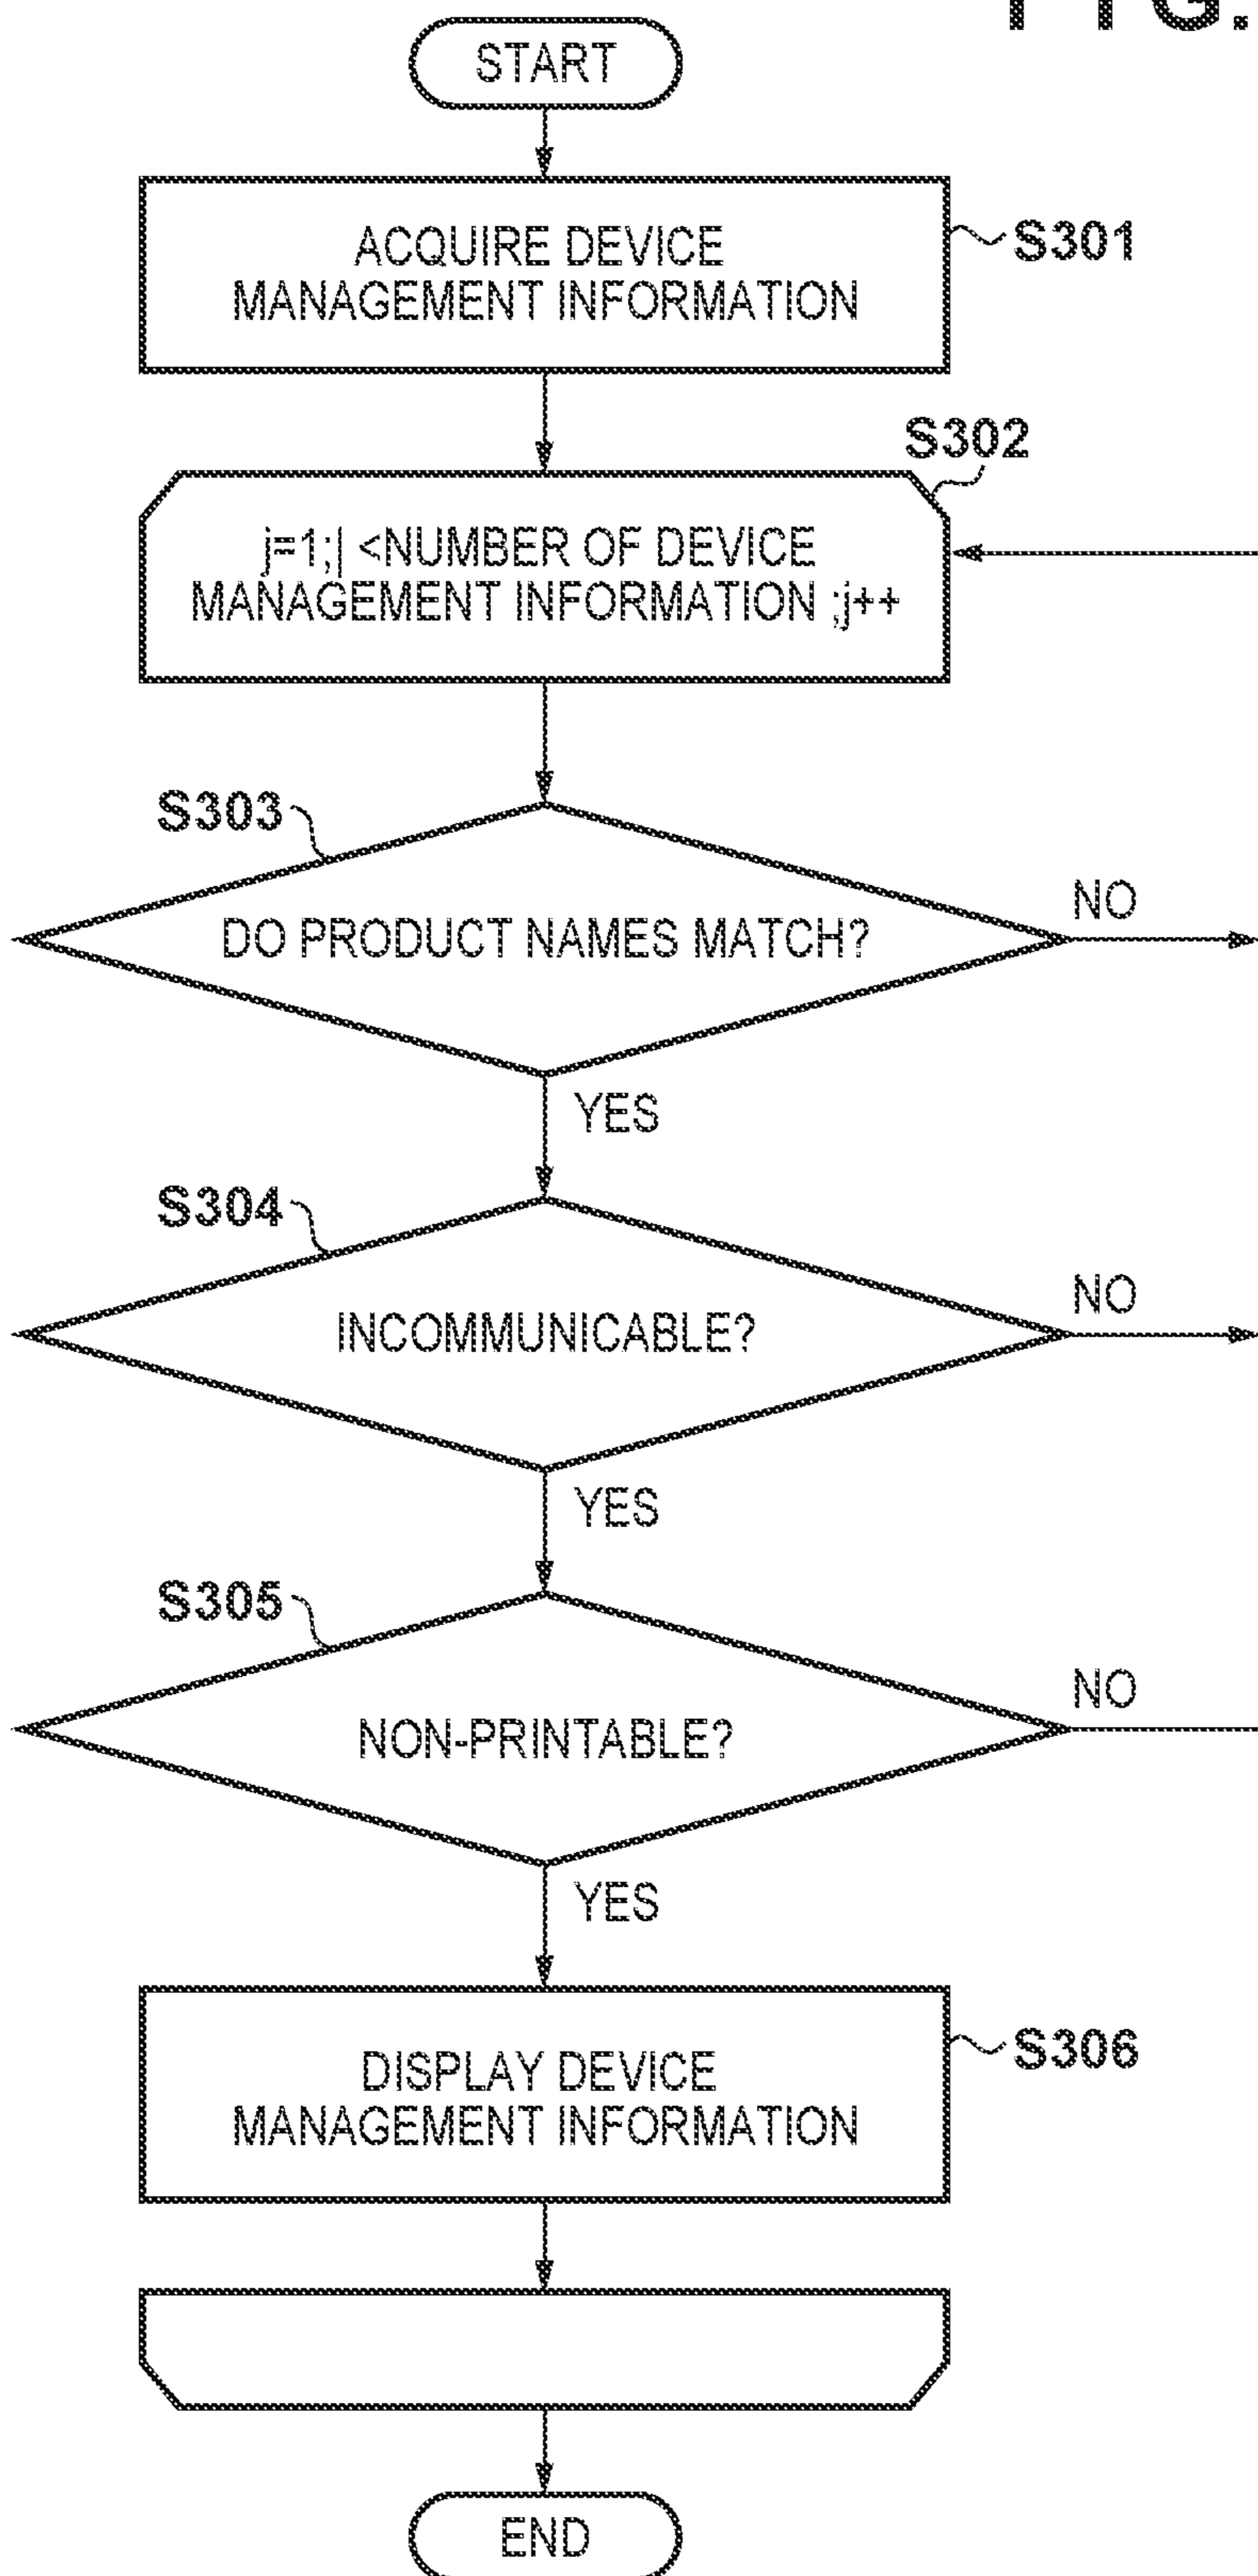 FIG.
START
ACQUIRE DEVICE
MANAGEMENT INFORMATION
S301
S302
j=1;| <NUMBER OF DEVICE
MANAGEMENT INFORMATION ;j++
S303
DO PRODUCT NAMES MATCH?
NO
YES
S304
INCOMMUNICABLE?
NO
YES
S305
NON-PRINTABLE?
NO
YES
DISPLAY DEVICE
MANAGEMENT INFORMATION
S306
END